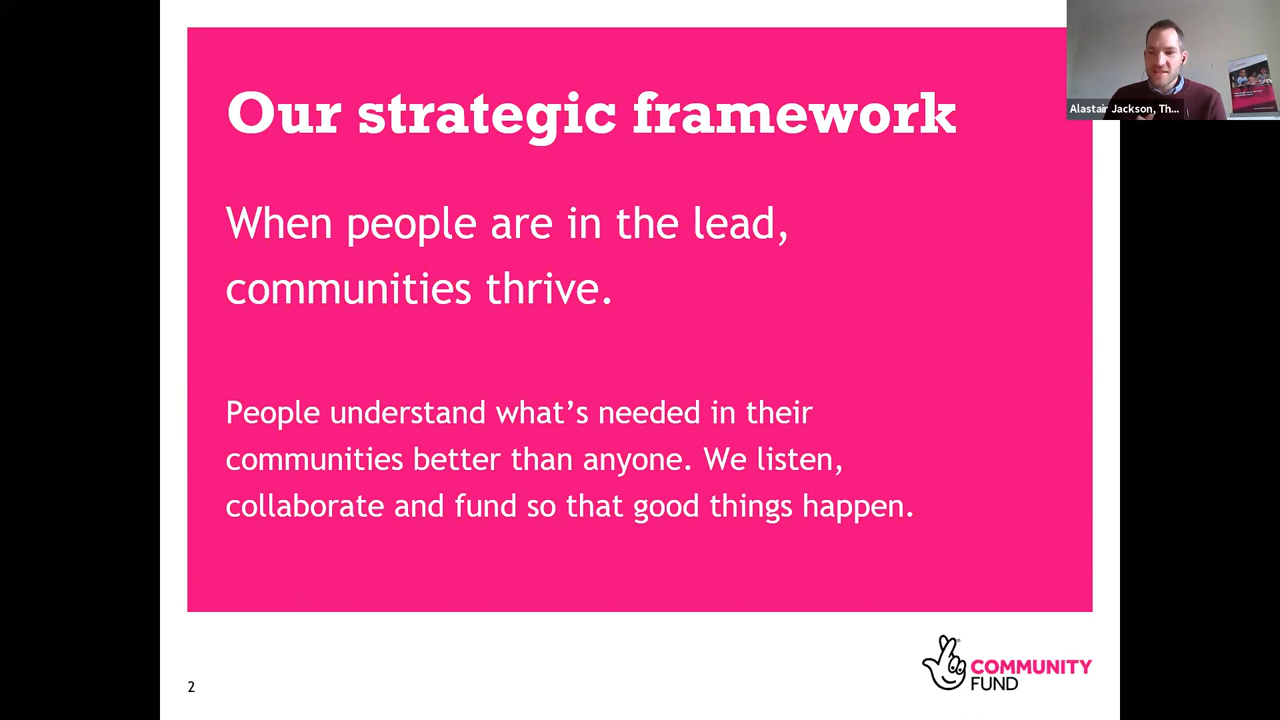 Our strategic framework
When people are in the lead,
communities thrive.
People understand what’s needed in their
communities better than anyone. We listen,
collaborate and fund so that good things happen.
Alastair Jackson, Th...
COMMUNITY
FUND
2